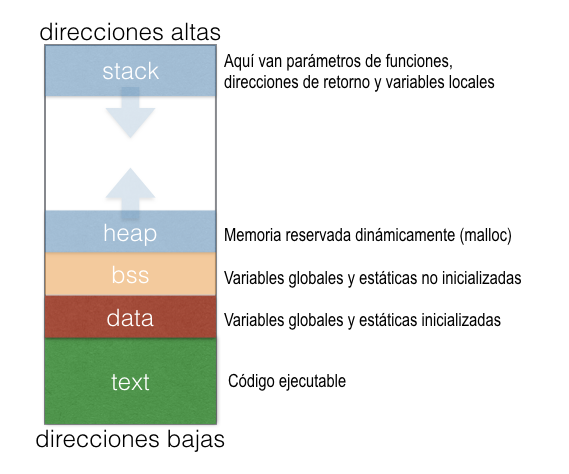 direcciones altas
stack
Aquí van parámetros de funciones,
direcciones de retorno y variables locales
heap
Memoria reservada dinámicamente (malloc)
bss
Variables globales y estáticas no inicializadas
data
Variables globales y estáticas inicializadas
text
Código ejecutable
direcciones bajas